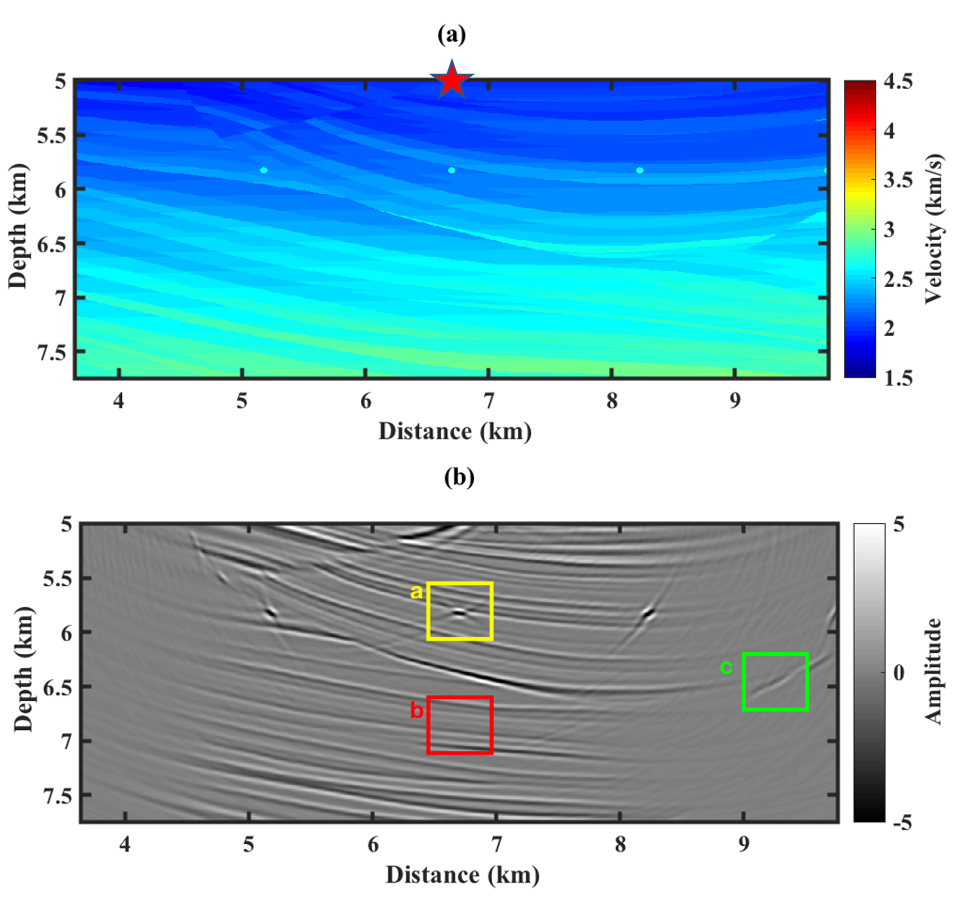 (a)
5
5.5
6
6.5
7
7.5
Depth (km)
4 5 6 7 8 9
Distance (km)
4.5
4
3.5
3
2.5
2
1.5
Velocity (km/s)
(b)
5
5.5
6
6.5
7
7.5
Depth (km)
a
b
c
4 5 6 7 8 9
Distance (km)
5
0
-5
Amplitude